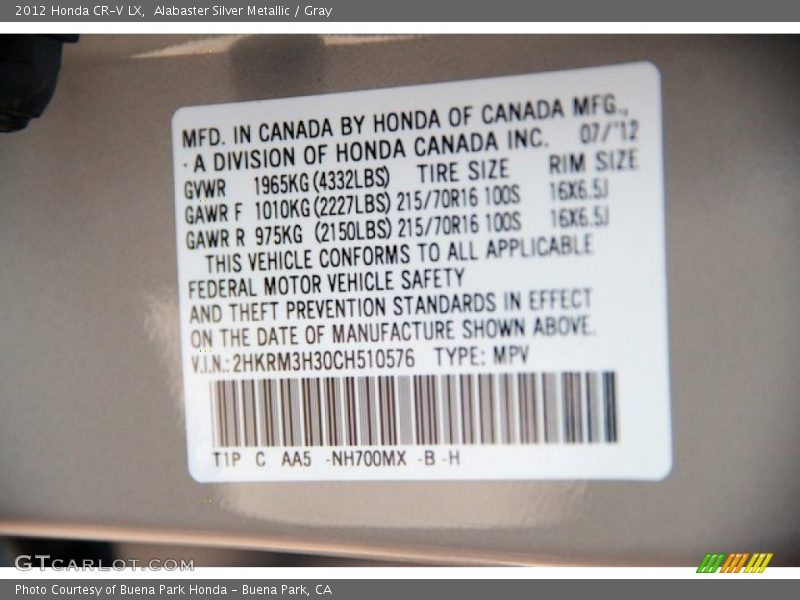 2012 Honda CR-V LX, Alabaster Silver Metallic / Gray
MFD. IN CANADA BY HONDA OF CANADA MFG.,
· A DIVISION OF HONDA CANADA INC. 07/'12
GVWR 1965KG (4332LBS) TIRE SIZE RIM SIZE
GAWR F 1010KG (2227LBS) 215/70R16 100S 16X6.5J
GAWR R 975KG (2150LBS) 215/70R16 100S 16X6.5J
THIS VEHICLE CONFORMS TO ALL APPLICABLE
FEDERAL MOTOR VEHICLE SAFETY
AND THEFT PREVENTION STANDARDS IN EFFECT
ON THE DATE OF MANUFACTURE SHOWN ABOVE.
V.I.N.: 2HKRM3H30CH510576 TYPE: MPV
T1P C AA5 -NH700MX -B -H
GTCARLOT.COM
Photo Courtesy of Buena Park Honda - Buena Park, CA